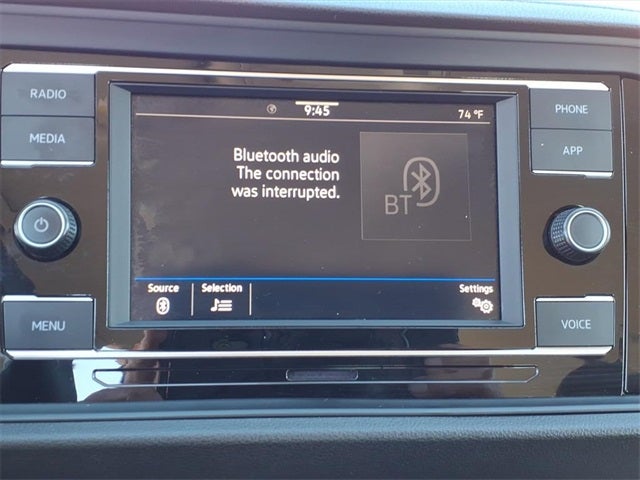 RADIO
MEDIA
9:45
74 °F
PHONE
APP
Bluetooth audio
The connection
was interrupted.
BT
Source
Selection
Settings
MENU
VOICE